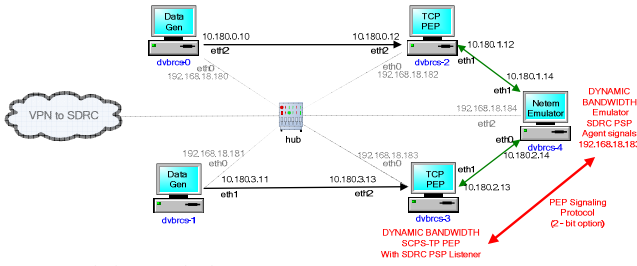 Data
Gen
dvbrcs-0
10.180.0.10
eth2
10.180.0.12
eth2
TCP
PEP
dvbrcs-2
10.180.1.12
eth1
10.180.1.14
eth1
eth0
192.168.18.180
eth0
192.168.18.182
VPN to SDRC
hub
192.168.18.184
eth2
Netem
Emulator
dvbrcs-4
eth0
10.180.2.14
DYNAMIC
BANDWIDTH
Emulator
SDRC PSP
Agent signals
192.168.18.183
192.168.18.181
eth0
192.168.18.183
eth0
Data
Gen
dvbrcs-1
10.180.3.11
eth1
10.180.3.13
eth2
TCP
PEP
dvbrcs-3
eth1
10.180.2.13
PEP Signaling
Protocol
(2- bit option)
DYNAMIC BANDWIDTH
SCPS-TP PEP
With SDRC PSP Listener